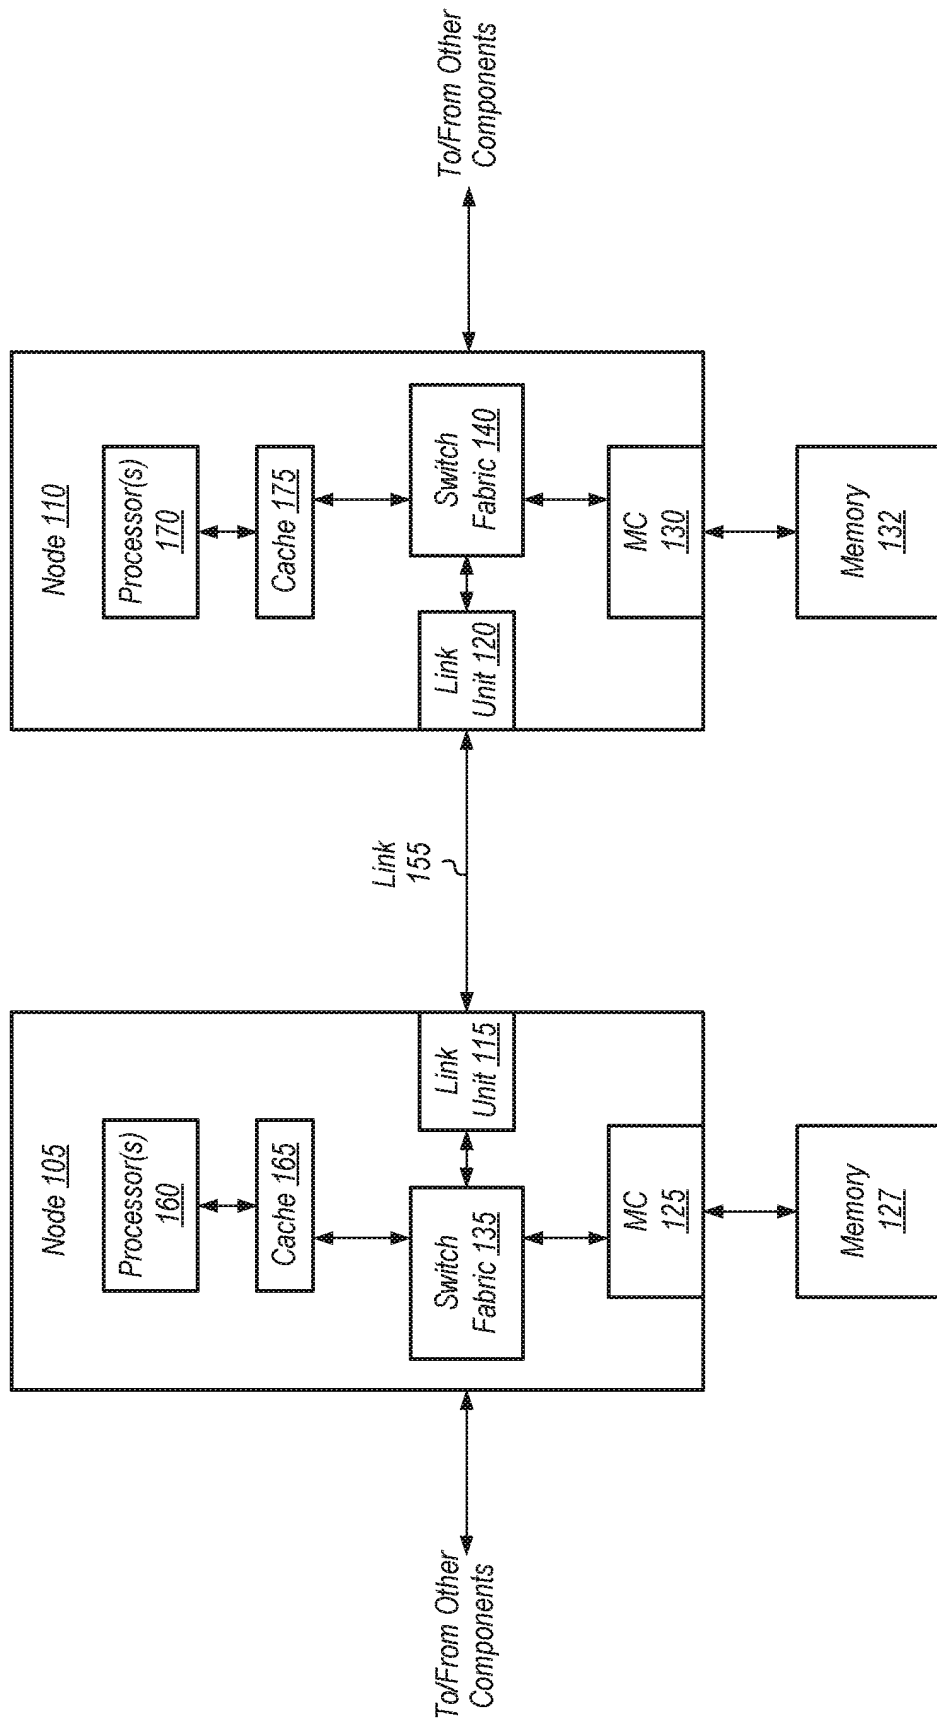 Node 105
Processor(s)
160
Cache 165
Switch
Fabric 135
Link
Unit 115
MC
125
Memory
127
To/From Other
Components
Link
155
Node 110
Processor(s)
170
Cache 175
Link
Unit 120
Switch
Fabric 140
MC
130
Memory
132
To/From Other
Components